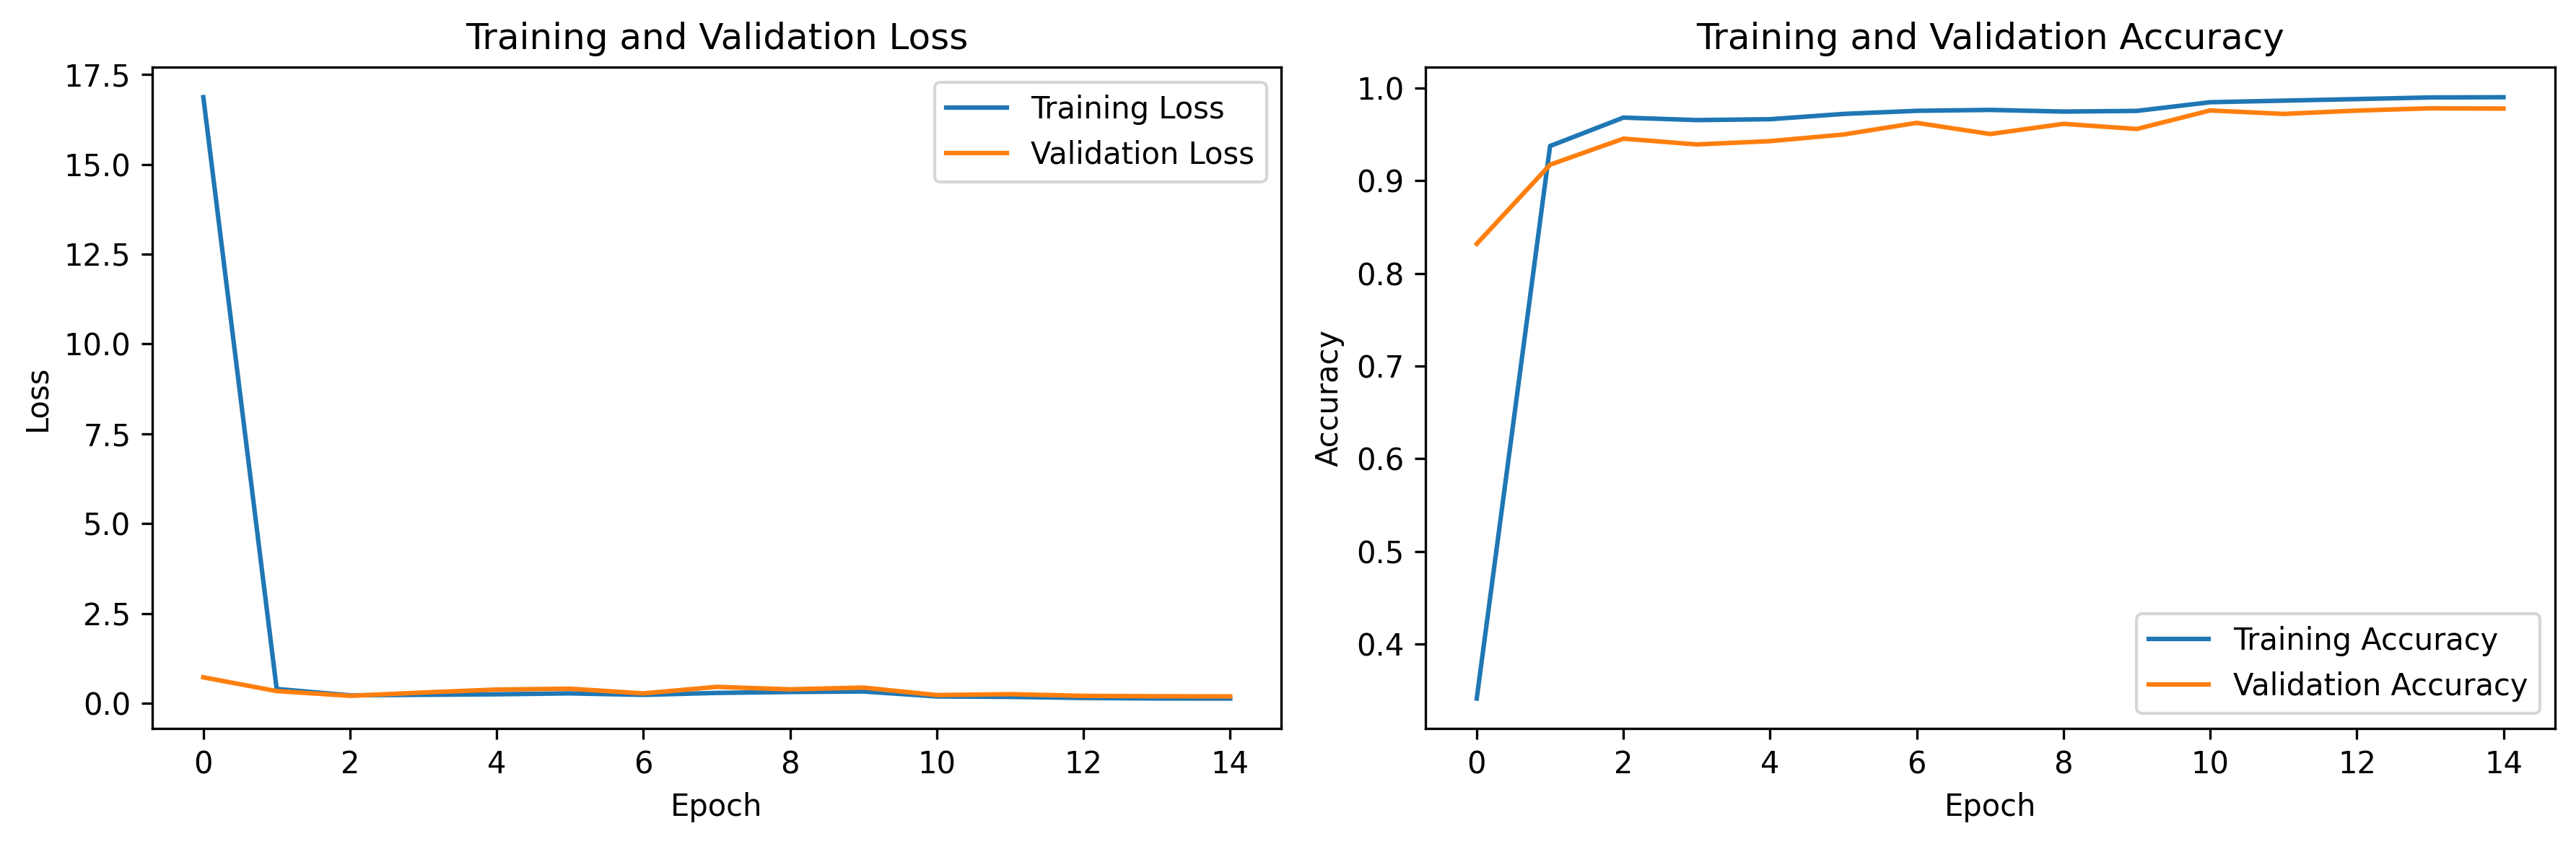 Training and Validation Loss
17.5
15.0
12.5
10.0
7.5
5.0
2.5
0.0
Loss
Training Loss
Validation Loss
0 2 4 6 8 10 12 14
Epoch
Training and Validation Accuracy
1.0
0.9
0.8
0.7
0.6
0.5
0.4
Accuracy
Training Accuracy
Validation Accuracy
0 2 4 6 8 10 12 14
Epoch